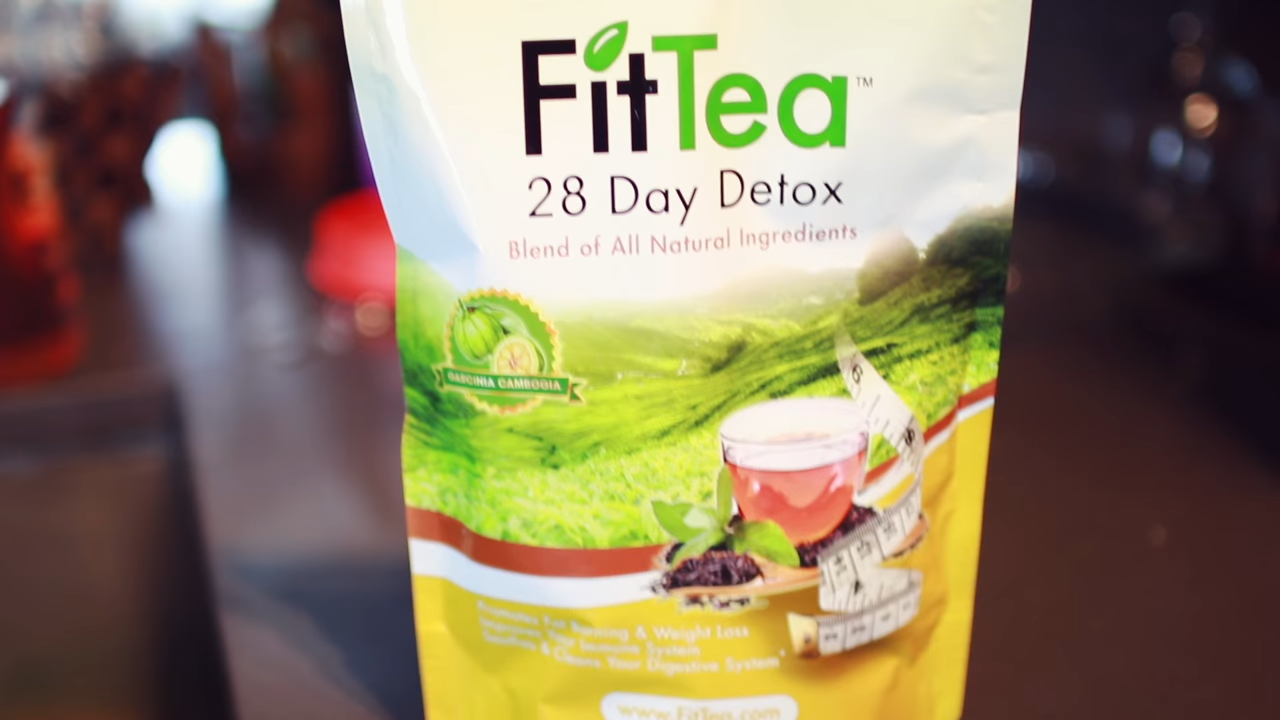 FitTea™
28 Day Detox
Blend of All Natural Ingredients
GARCINIA CAMBOGIA
Promotes Fat Burning & Weight Loss
Improves Your Immune System
Soothes & Cleans Your Digestive System*
www.FitTea.com
6